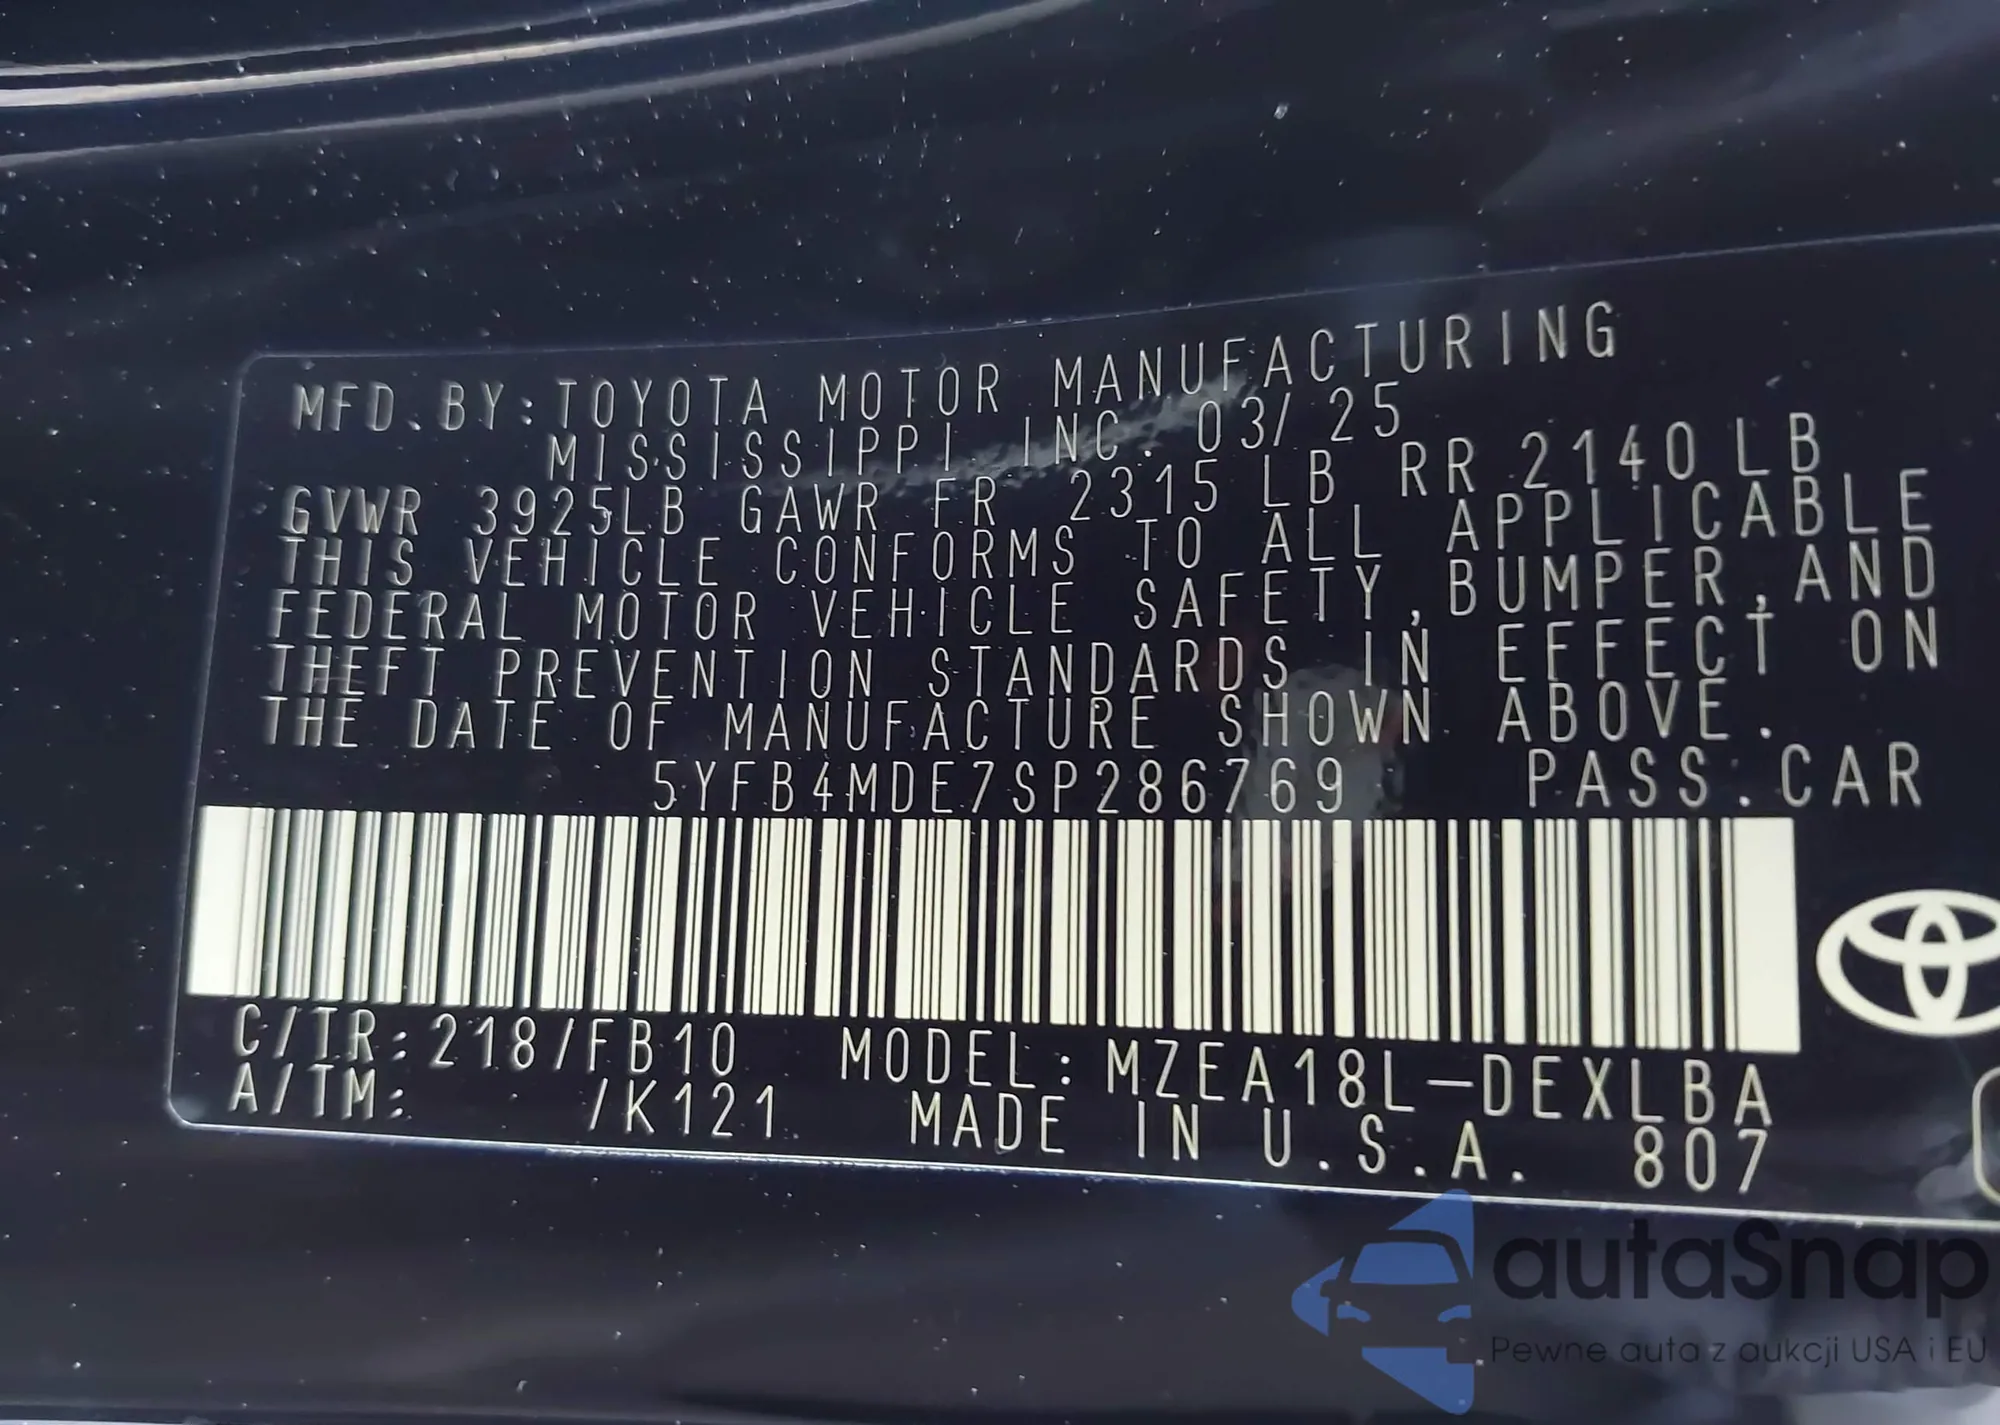 MFD.BY:TOYOTA MOTOR MANUFACTURING
MISSISSIPPI, INC. 03/25
GVWR 3925LB GAWR FR 2315 LB RR 2140 LB
THIS VEHICLE CONFORMS TO ALL APPLICABLE
FEDERAL MOTOR VEHICLE SAFETY, BUMPER, AND
THEFT PREVENTION STANDARDS IN EFFECT ON
THE DATE OF MANUFACTURE SHOWN ABOVE.
5YFB4MDE7SP286769 PASS.CAR
C/TR:218/FB10 MODEL:MZEA18L-DEXLBA
A/TM: /K121 MADE IN U.S.A. 807
autaSnap
Pewne auta z aukcji USA i EU